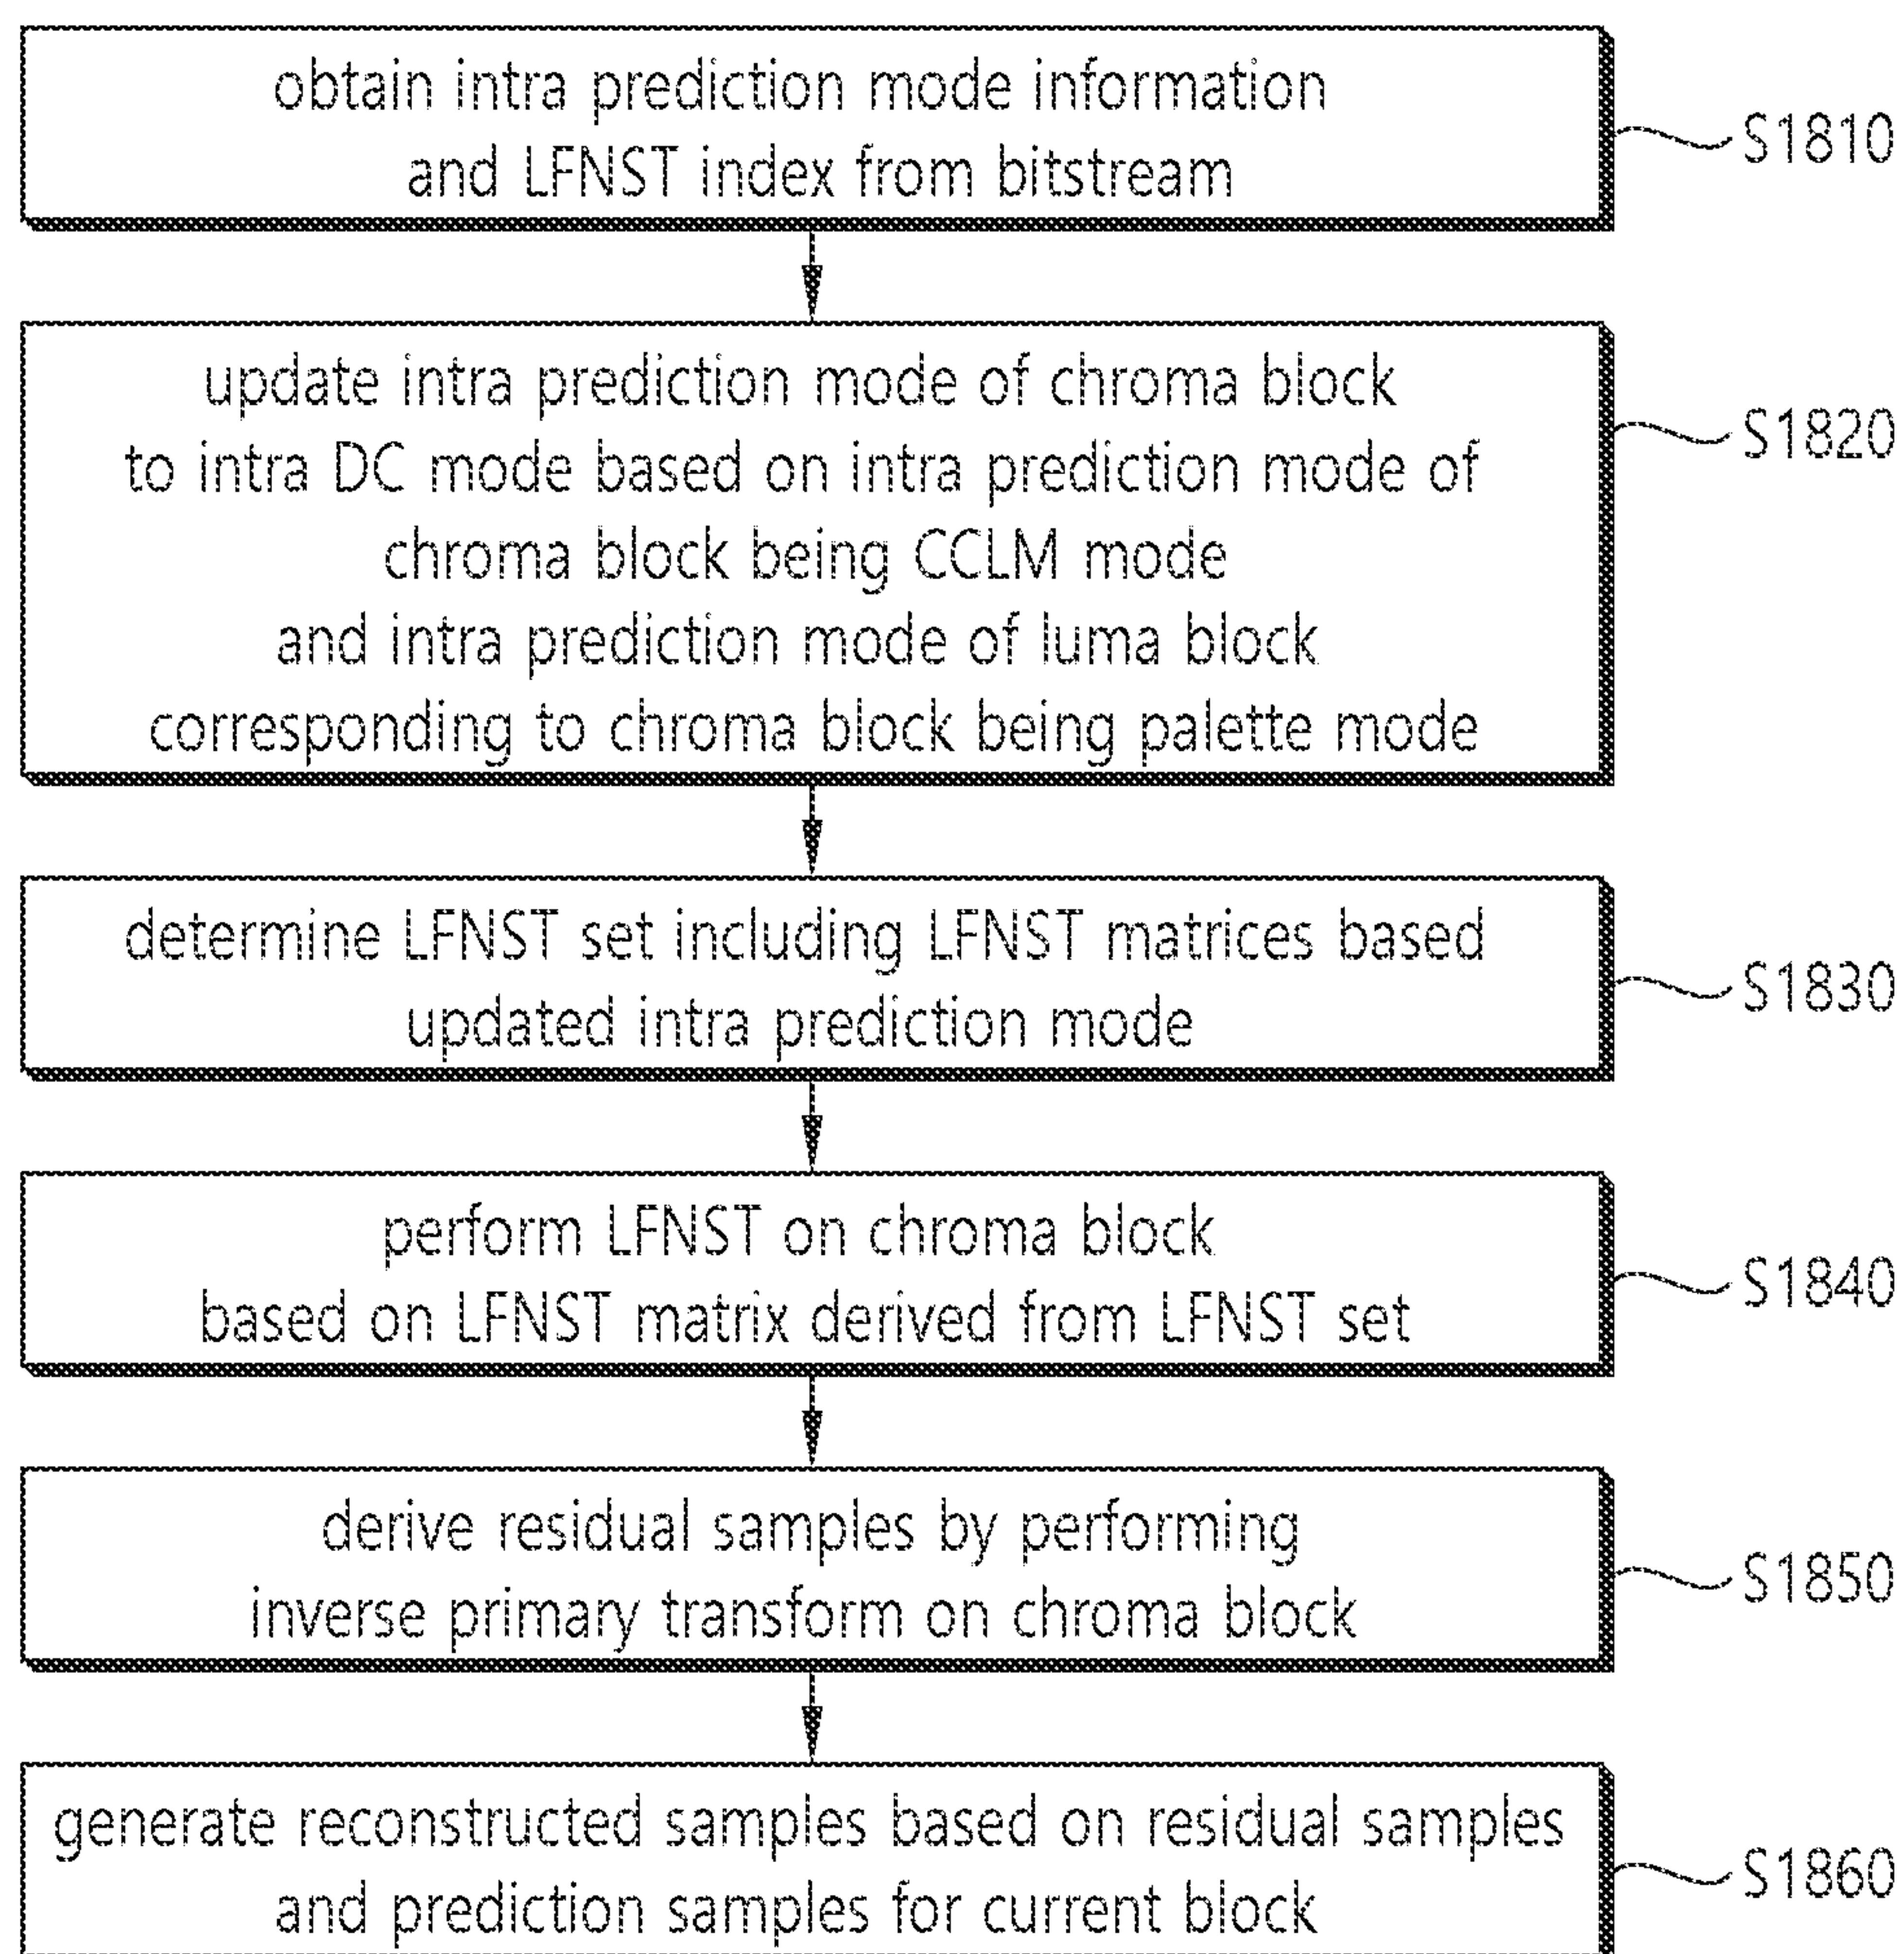 obtain intra prediction mode information
and LFNST index from bitstream
S1810
update intra prediction mode of chroma block
to intra DC mode based on intra prediction mode of
chroma block being CCLM mode
and intra prediction mode of luma block
corresponding to chroma block being palette mode
S1820
determine LFNST set including LFNST matrices based
updated intra prediction mode
S1830
perform LFNST on chroma block
based on LFNST matrix derived from LFNST set
S1840
derive residual samples by performing
inverse primary transform on chroma block
S1850
generate reconstructed samples based on residual samples
and prediction samples for current block
S1860